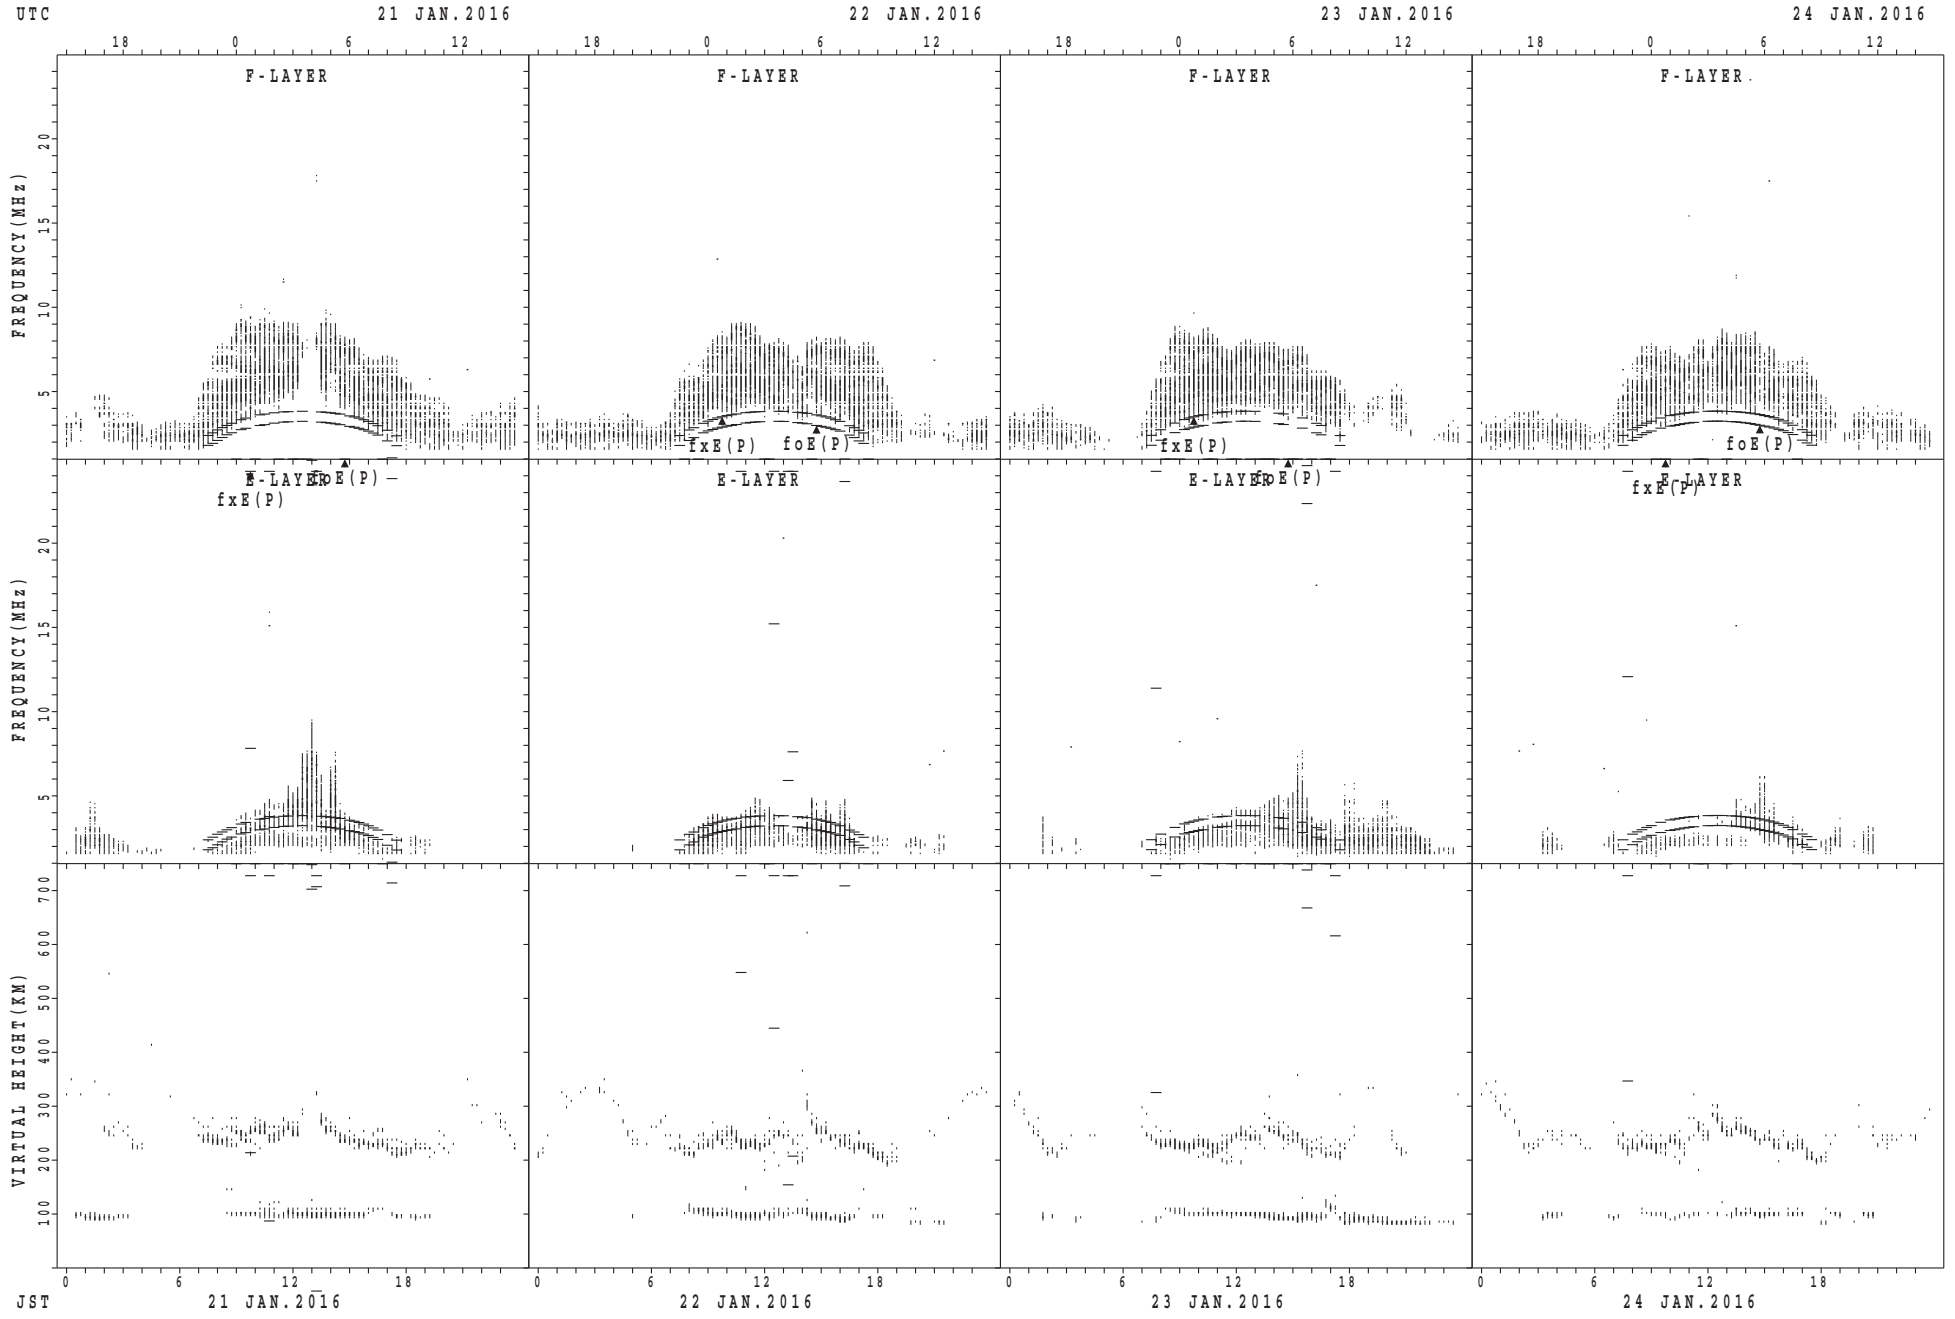 UTC 21 JAN.2016 22 JAN.2016 23 JAN.2016 24 JAN.2016
18 0 6 12 18 0 6 12 18 0 6 12 18 0 6 12
F-LAYER F-LAYER F-LAYER F-LAYER
FREQUENCY(MHz)
20
15
10
5
fxE(P) foE(P) fxE(P) foE(P)
E-LAYER foE(P) E-LAYER E-LAYER foE(P) E-LAYER
fxE(P) fxE(P)
FREQUENCY(MHz)
20
15
10
5
VIRTUAL HEIGHT(KM)
700
600
500
400
300
200
100
0 6 12 18 0 6 12 18 0 6 12 18 0 6 12 18
JST 21 JAN.2016 22 JAN.2016 23 JAN.2016 24 JAN.2016